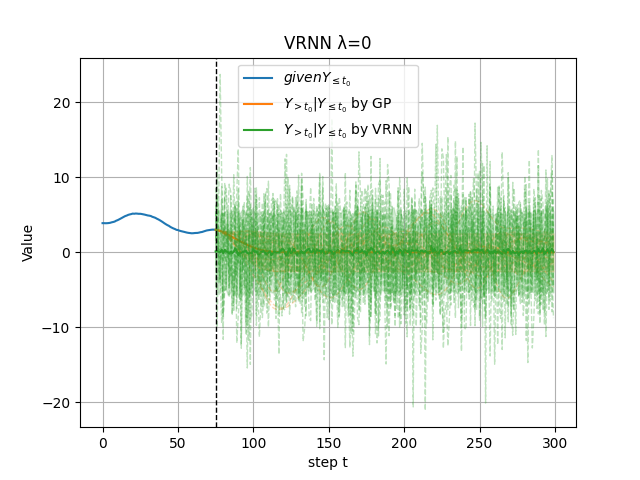 VRNN λ=0
givenY≤t₀
Y>t₀|Y≤t₀ by GP
Y>t₀|Y≤t₀ by VRNN
Value
20
10
0
−10
−20
0 50 100 150 200 250 300
step t